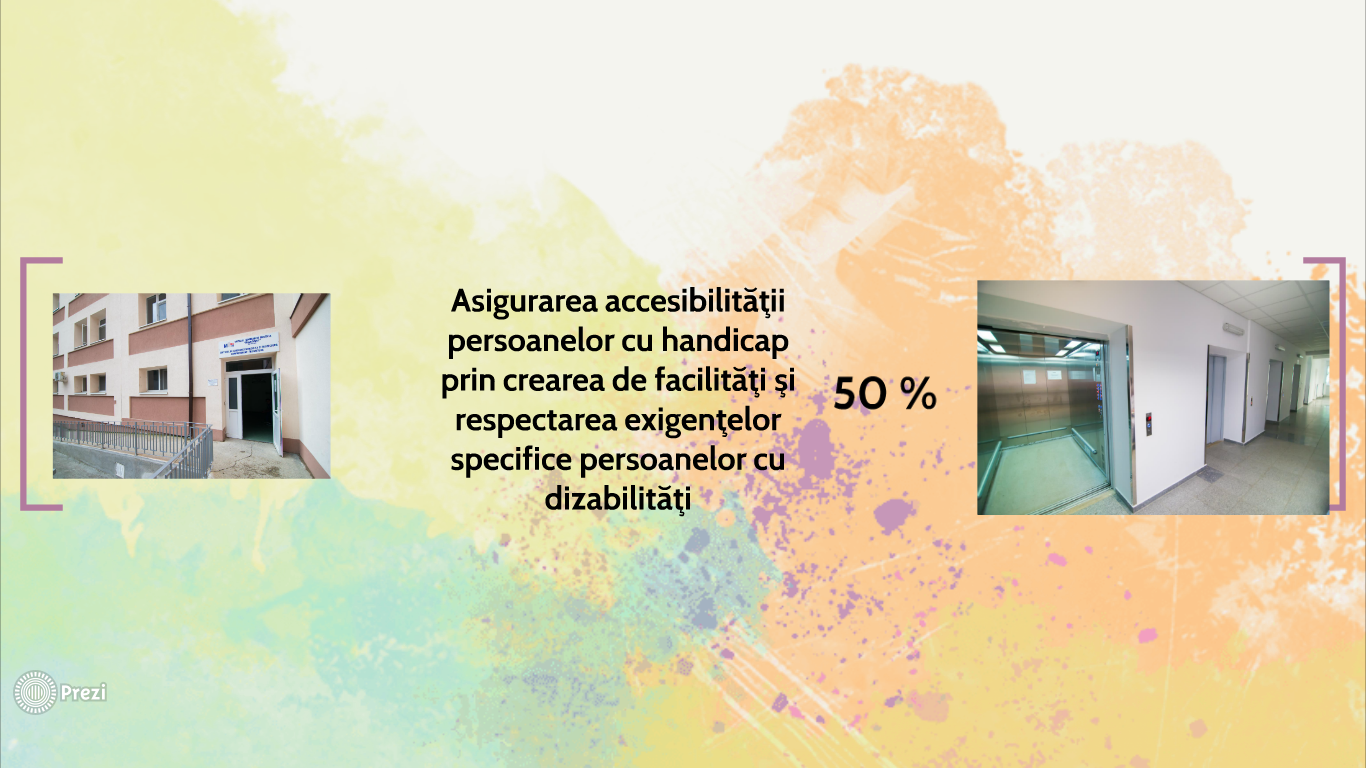 Asigurarea accesibilităţii
persoanelor cu handicap
prin crearea de facilităţi şi
respectarea exigenţelor
specifice persoanelor cu
dizabilităţi
50 %
Prezi